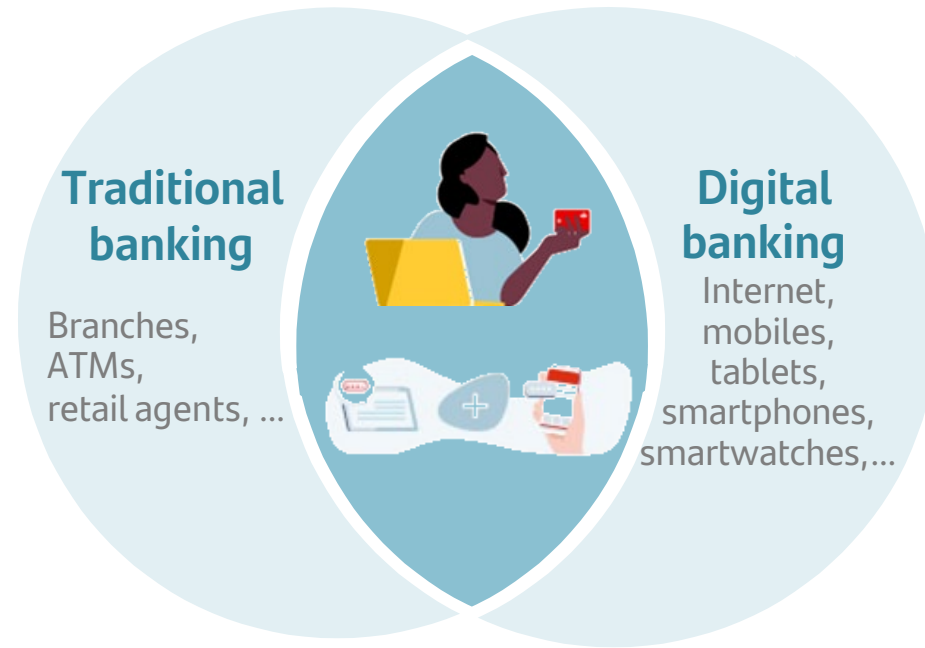 Traditional
banking
Branches,
ATMs,
retail agents, ...
Digital
banking
Internet,
mobiles,
tablets,
smartphones,
smartwatches,...